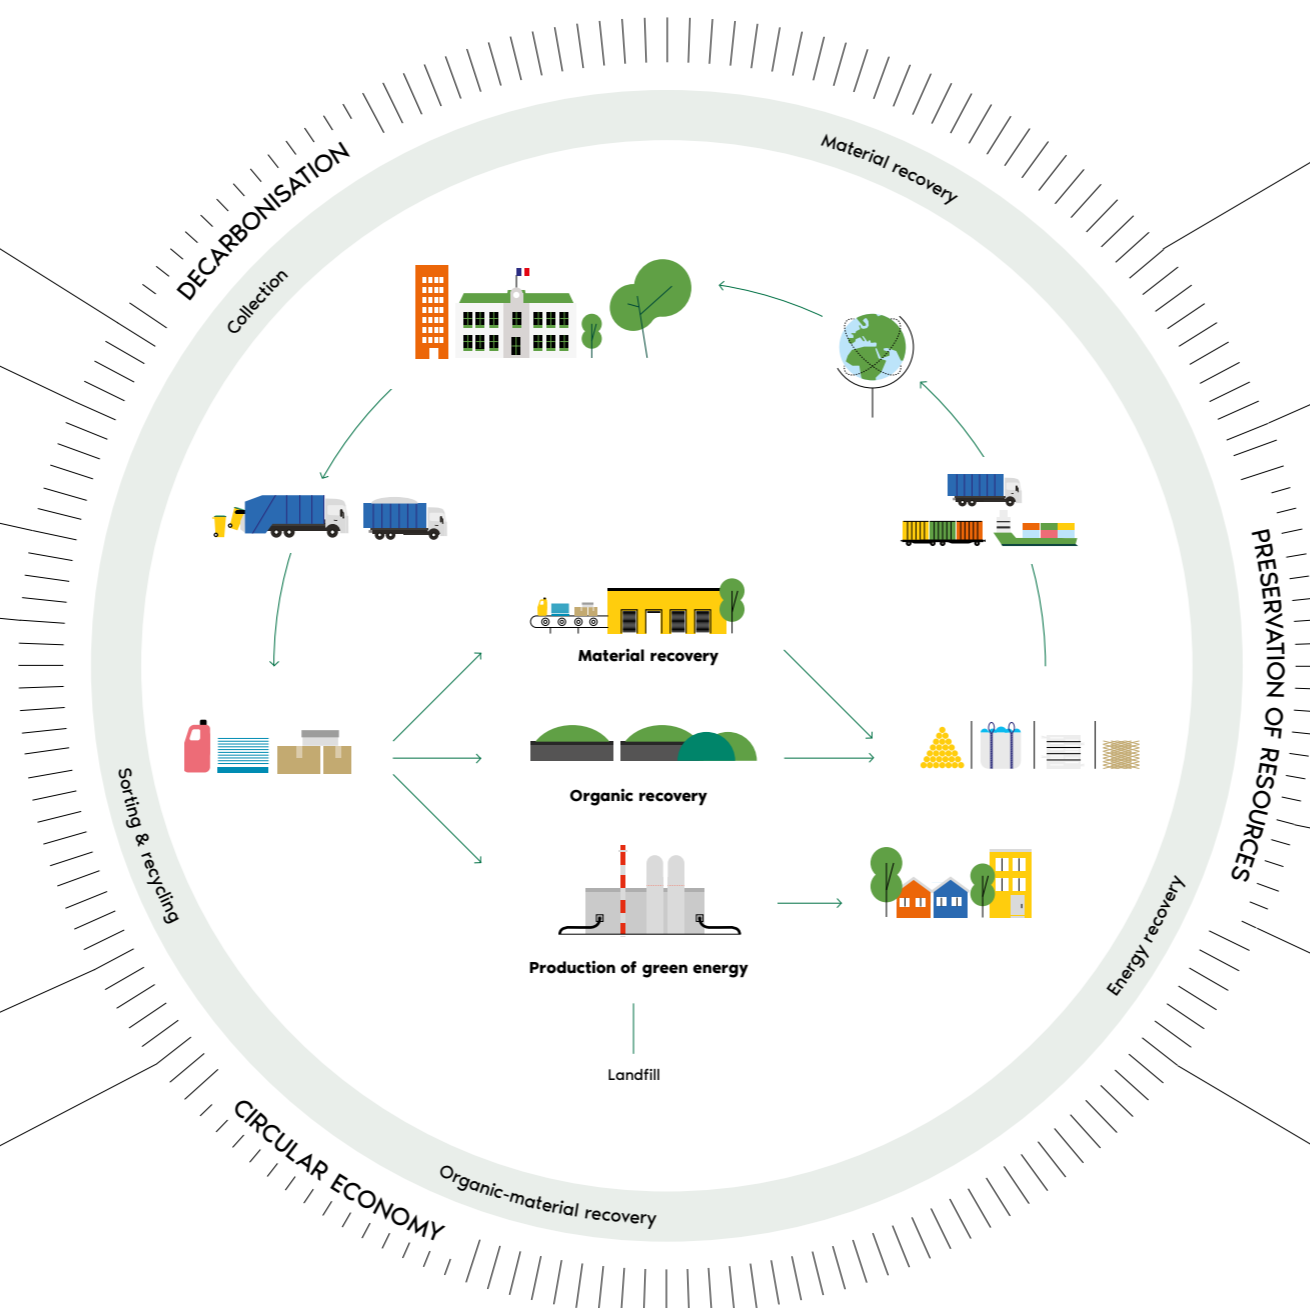 DECARBONISATION
Collection
Material recovery
PRESERVATION OF RESOURCES
Material recovery
Organic recovery
Sorting & recycling
Energy recovery
Production of green energy
Landfill
CIRCULAR ECONOMY
Organic-material recovery